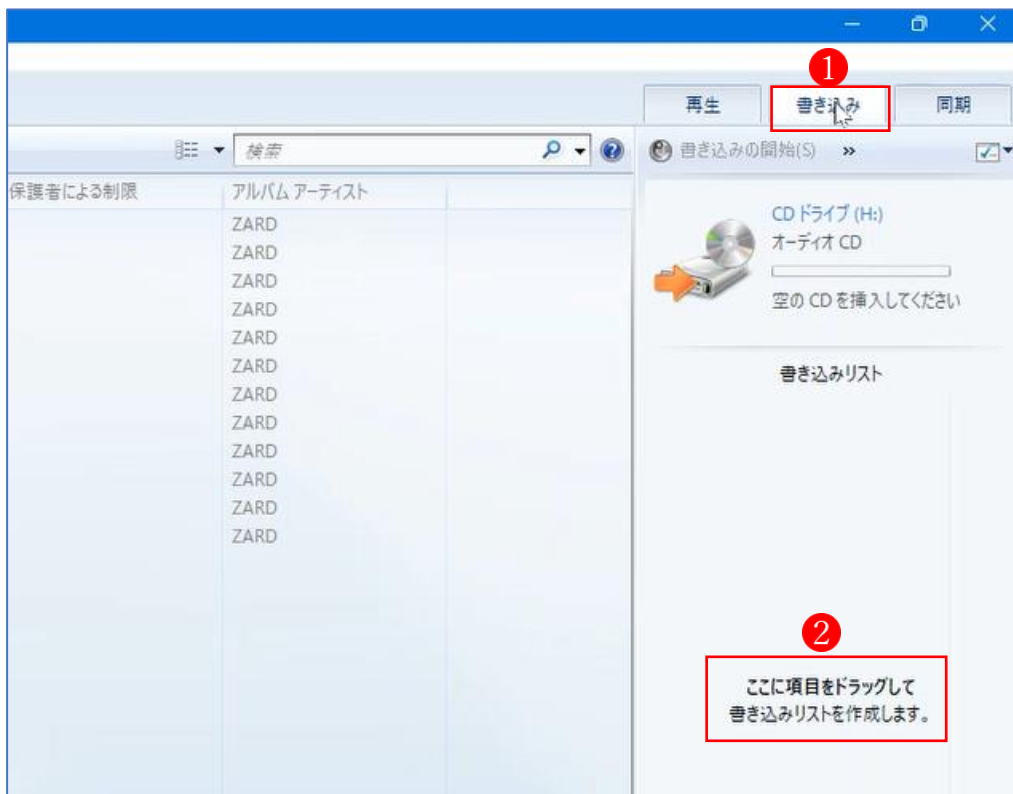 1
再生
書き込み
同期
検索
書き込みの開始(S)
»
保護者による制限
アルバム アーティスト
ZARD
ZARD
ZARD
ZARD
ZARD
ZARD
ZARD
ZARD
ZARD
ZARD
ZARD
ZARD
CD ドライブ (H:)
オーディオ CD
空の CD を挿入してください
書き込みリスト
2
ここに項目をドラッグして
書き込みリストを作成します。